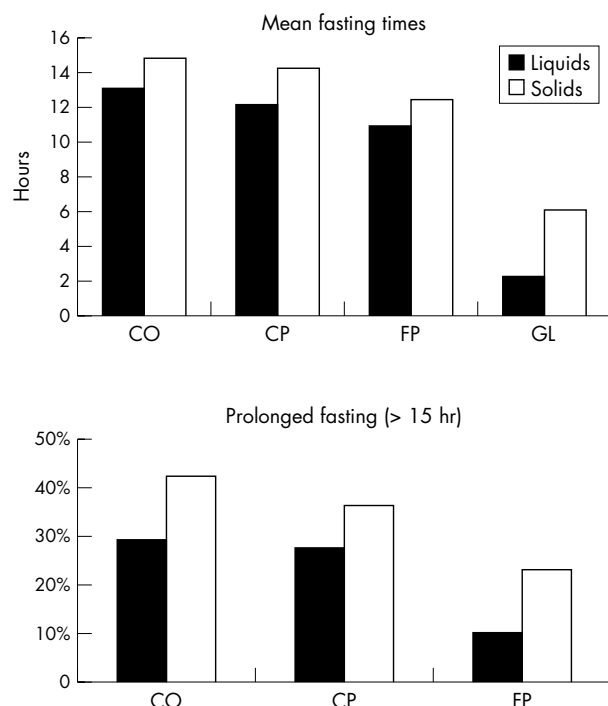 Mean fasting times
16
14
12
10
8
6
4
2
0
Hours
Liquids
Solids
CO CP FP GL
Prolonged fasting (> 15 hr)
50%
40%
30%
20%
10%
0
CO CP FP